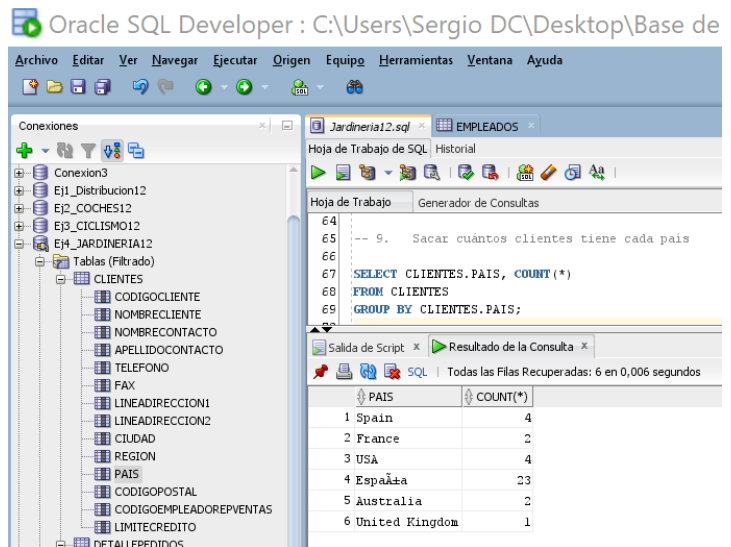 Oracle SQL Developer : C:\Users\Sergio DC\Desktop\Base de
Archivo Editar Ver Navegar Ejecutar Origen Equipo Herramientas Ventana Ayuda
Conexiones
Conexion3
Ej1_Distribucion12
Ej2_COCHES12
Ej3_CICLISMO12
Ej4_JARDINERIA12
Tablas (Filtrado)
CLIENTES
CODIGOCLIENTE
NOMBRECLIENTE
NOMBRECONTACTO
APELLIDOCONTACTO
TELEFONO
FAX
LINEADIRECCION1
LINEADIRECCION2
CIUDAD
REGION
PAIS
CODIGOPOSTAL
CODIGOEMPLEADOREPVENTAS
LIMITECREDITO
DETALLEPEDIDOS
Jardineria12.sql EMPLEADOS
Hoja de Trabajo de SQL Historial
Hoja de Trabajo Generador de Consultas
64
65 -- 9. Sacar cuántos clientes tiene cada país
66
67 SELECT CLIENTES.PAIS, COUNT(*)
68 FROM CLIENTES
69 GROUP BY CLIENTES.PAIS;
Salida de Script x Resultado de la Consulta x
SQL | Todas las Filas Recuperadas: 6 en 0,006 segundos
PAIS COUNT(*)
1 Spain 4
2 France 2
3 USA 4
4 EspaÃ±a 23
5 Australia 2
6 United Kingdom 1